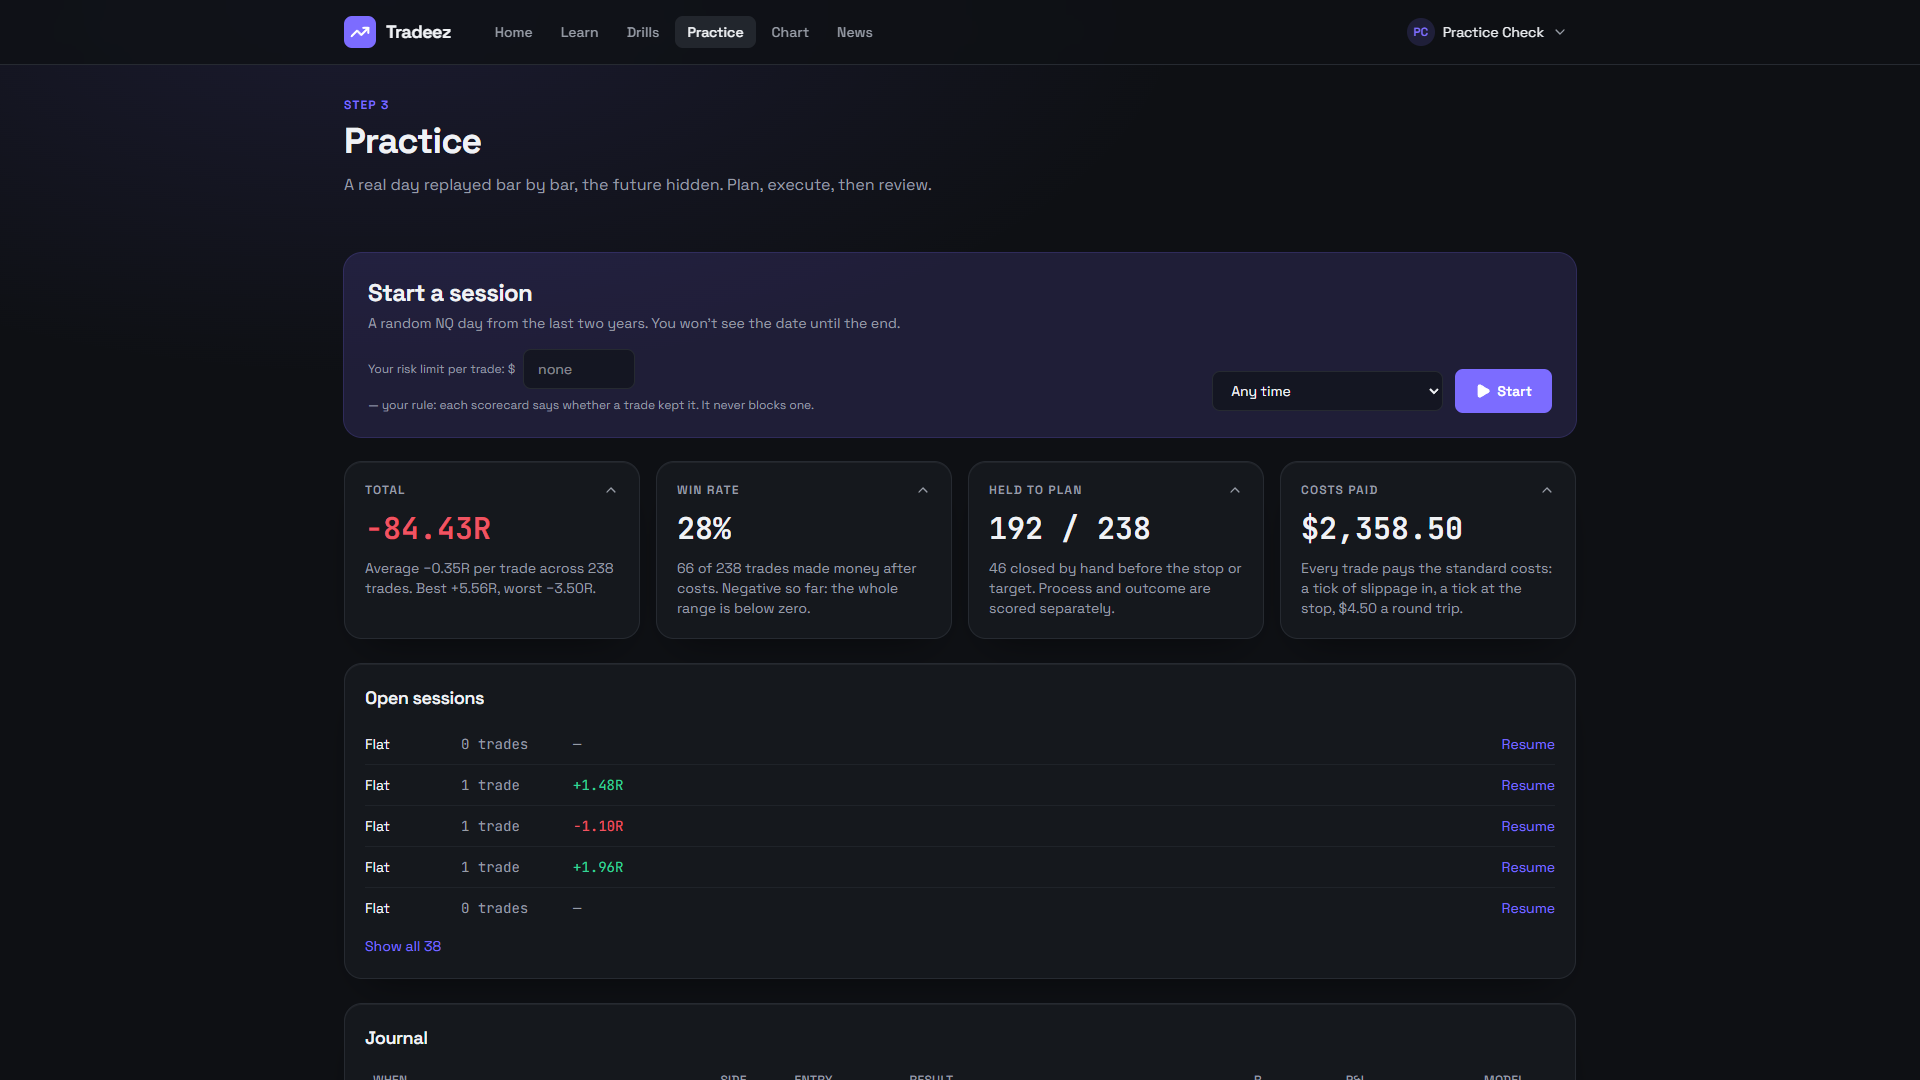 Tradeez
Home
Learn
Drills
Practice
Chart
News
PC
Practice Check
STEP 3
Practice
A real day replayed bar by bar, the future hidden. Plan, execute, then review.
Start a session
A random NQ day from the last two years. You won't see the date until the end.
Your risk limit per trade: $
none
— your rule: each scorecard says whether a trade kept it. It never blocks one.
Any time
Start
TOTAL
-84.43R
Average −0.35R per trade across 238
trades. Best +5.56R, worst −3.50R.
WIN RATE
28%
66 of 238 trades made money after
costs. Negative so far: the whole
range is below zero.
HELD TO PLAN
192 / 238
46 closed by hand before the stop or
target. Process and outcome are
scored separately.
COSTS PAID
$2,358.50
Every trade pays the standard costs:
a tick of slippage in, a tick at the
stop, $4.50 a round trip.
Open sessions
Flat 0 trades — Resume
Flat 1 trade +1.48R Resume
Flat 1 trade -1.10R Resume
Flat 1 trade +1.96R Resume
Flat 0 trades — Resume
Show all 38
Journal
WHEN SIDE ENTRY RESULT R P&L MODEL